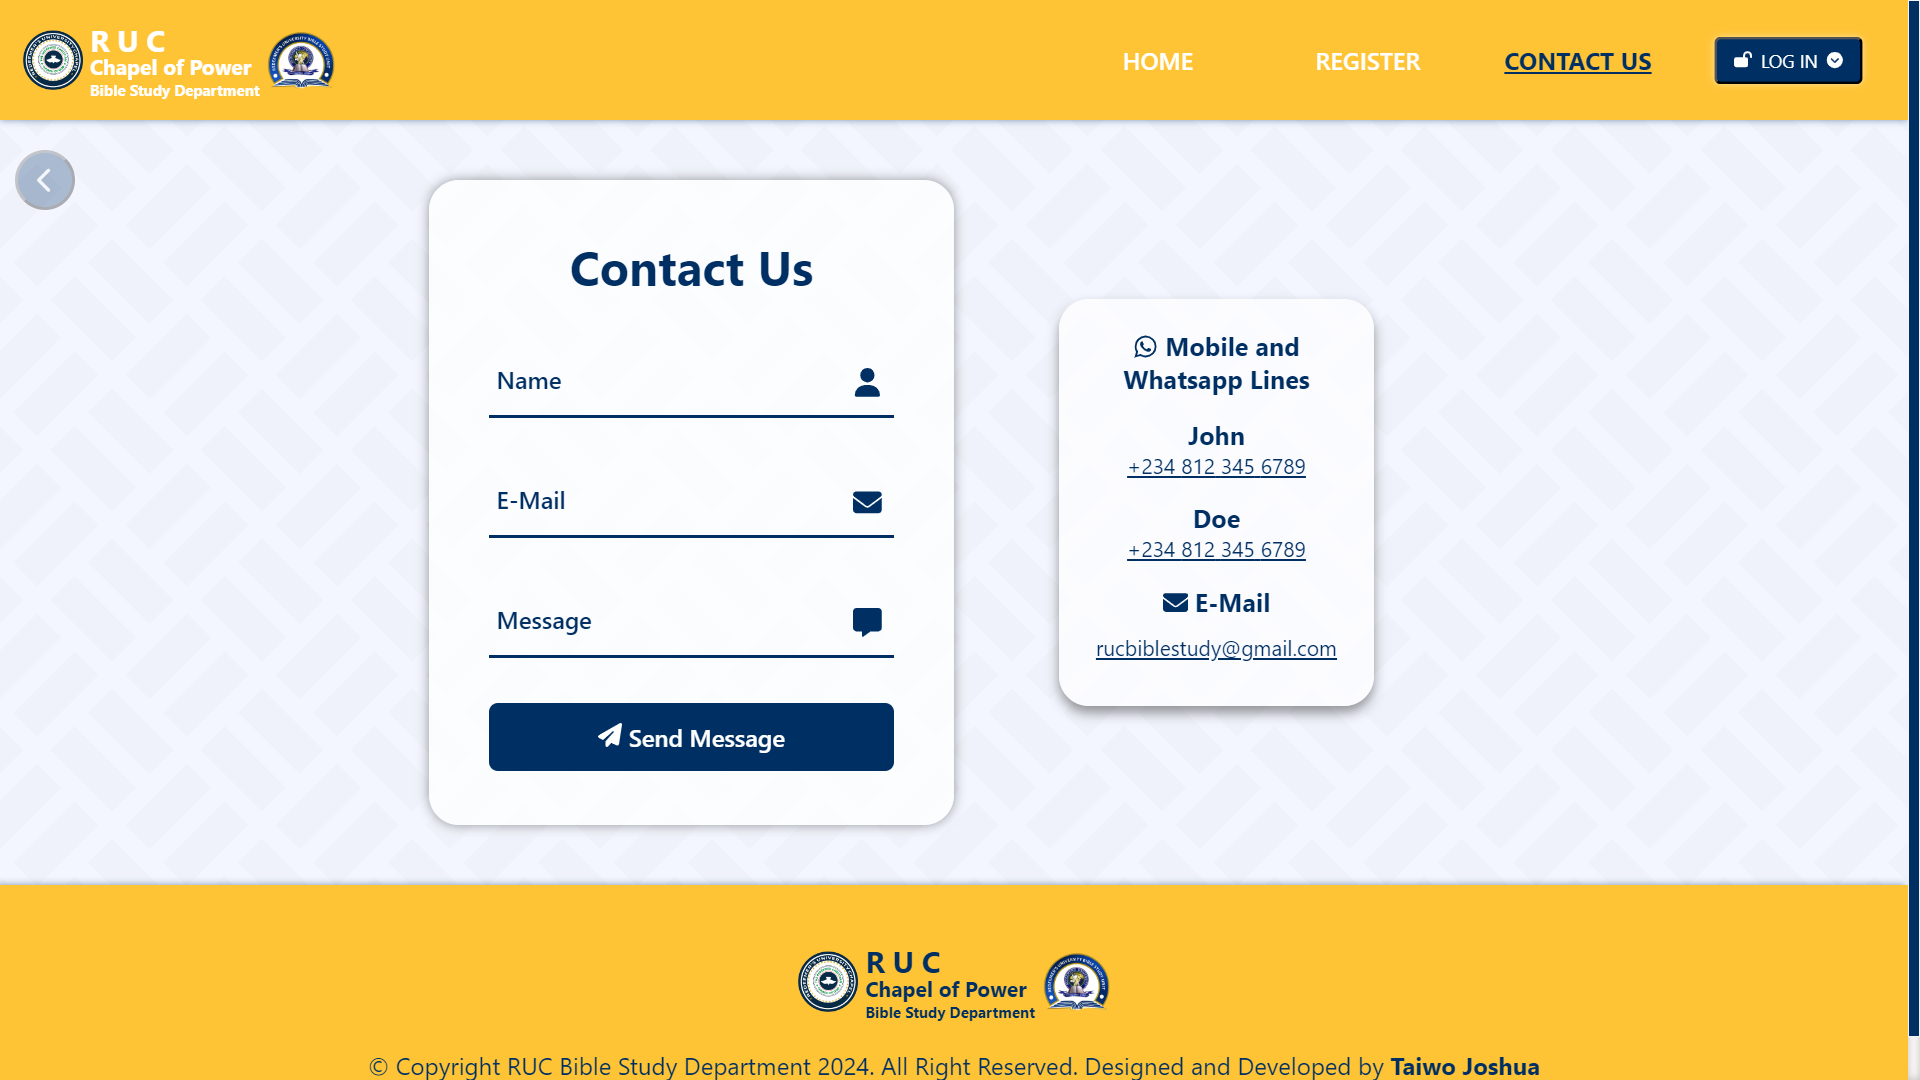 R U C
Chapel of Power
Bible Study Department
HOME
REGISTER
CONTACT US
LOG IN
Contact Us
Name
E-Mail
Message
Send Message
Mobile and
Whatsapp Lines
John
+234 812 345 6789
Doe
+234 812 345 6789
E-Mail
rucbiblestudy@gmail.com
R U C
Chapel of Power
Bible Study Department
© Copyright RUC Bible Study Department 2024. All Right Reserved. Designed and Developed by Taiwo Joshua